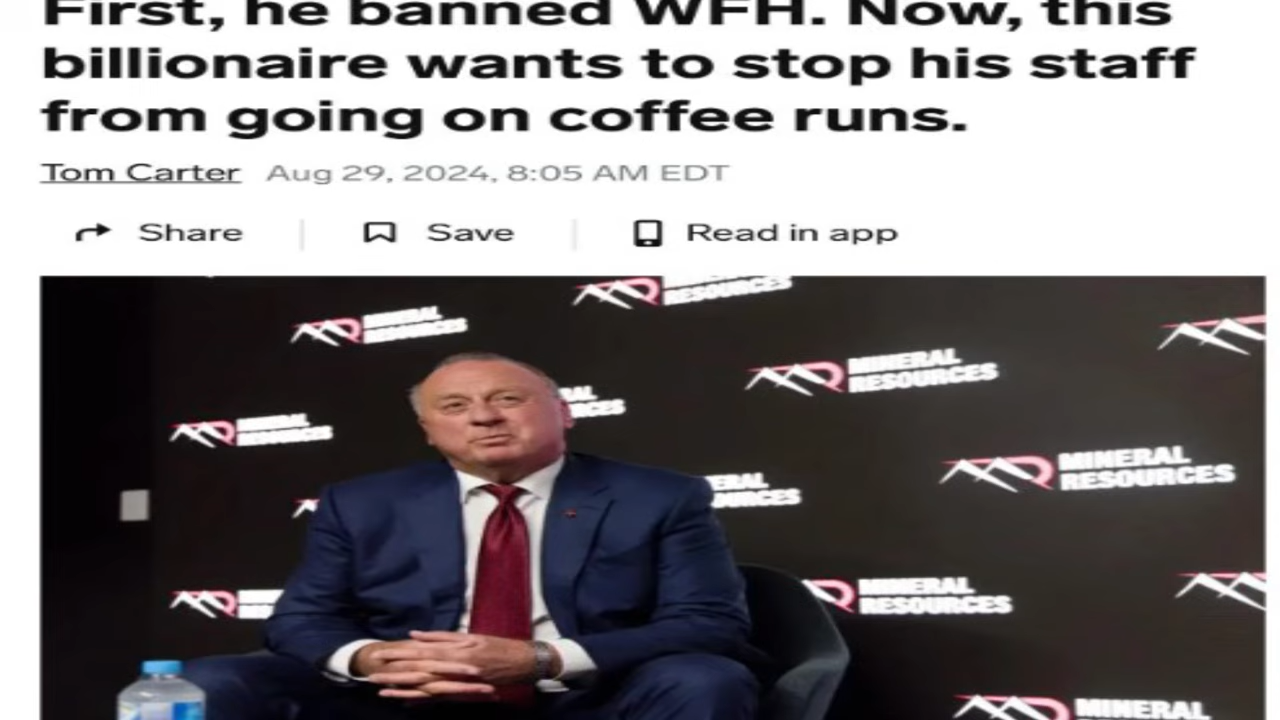 First, he banned WFH. Now, this
billionaire wants to stop his staff
from going on coffee runs.
Tom Carter Aug 29, 2024, 8:05 AM EDT
Share Save Read in app
RESOURCES
MINERAL
RESOURCES
MINERAL
RESOURCES
MINERAL
RESOURCES
MINERAL
RESOURCES
MINERAL
RESOURCES
MINERAL